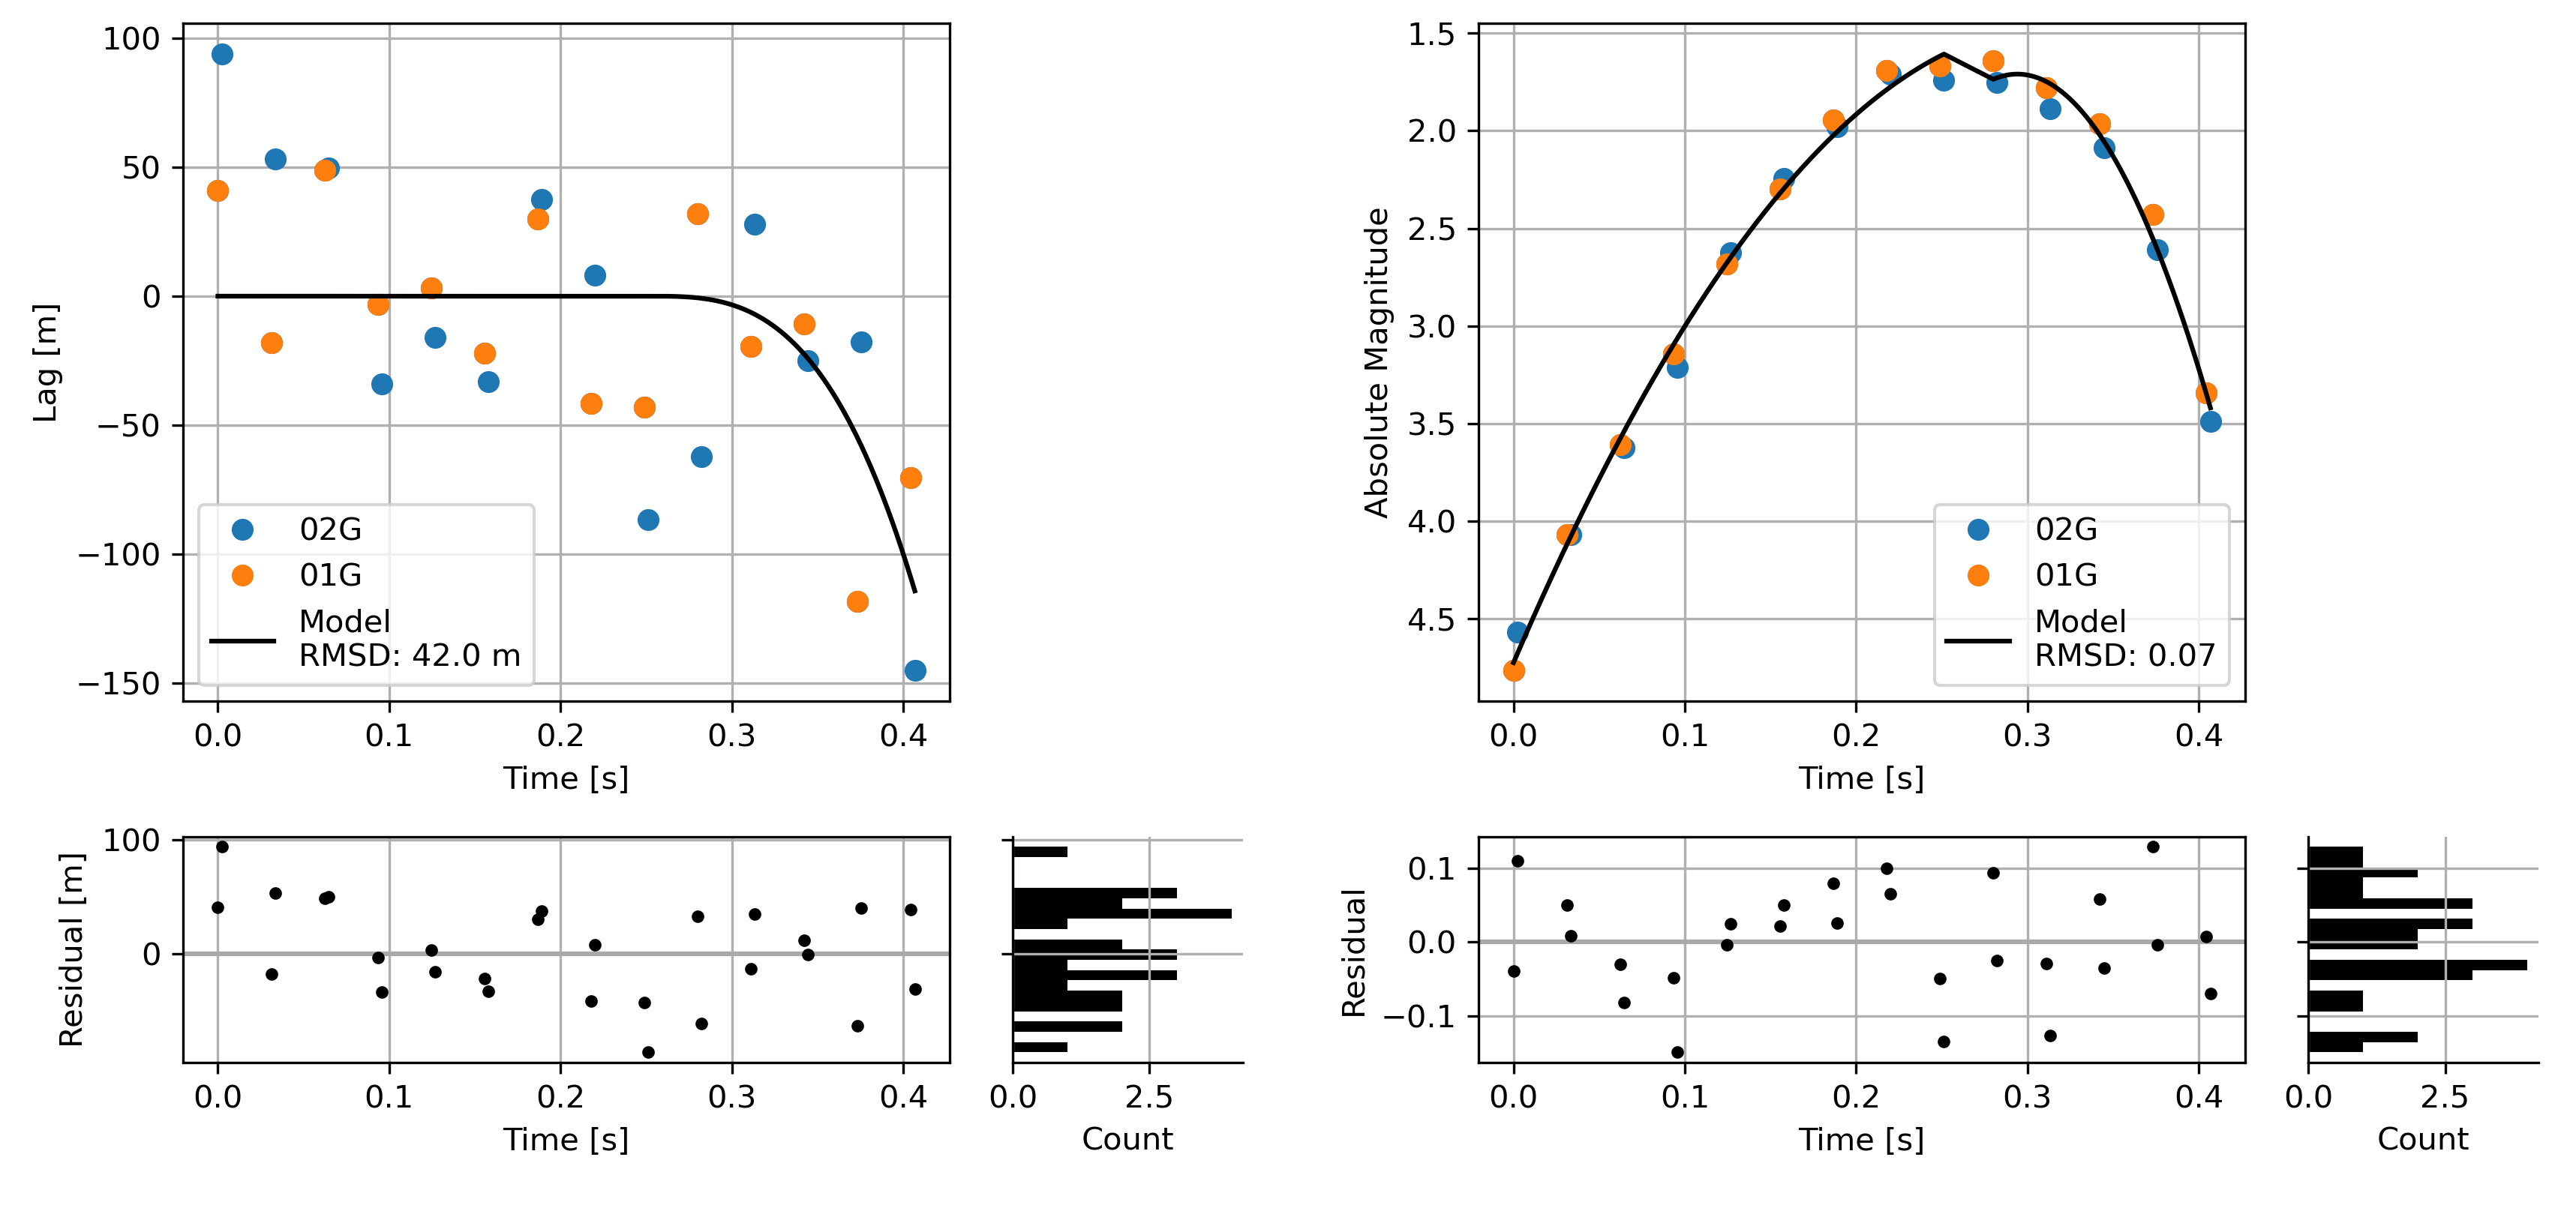 100
50
0
−50
−100
−150
Lag [m]
02G
01G
Model
RMSD: 42.0 m
0.0 0.1 0.2 0.3 0.4
Time [s]
1.5
2.0
2.5
3.0
3.5
4.0
4.5
Absolute Magnitude
02G
01G
Model
RMSD: 0.07
0.0 0.1 0.2 0.3 0.4
Time [s]
100
0
Residual [m]
0.0 0.1 0.2 0.3 0.4
Time [s]
0.0 2.5
Count
0.1
0.0
−0.1
Residual
0.0 0.1 0.2 0.3 0.4
Time [s]
0.0 2.5
Count